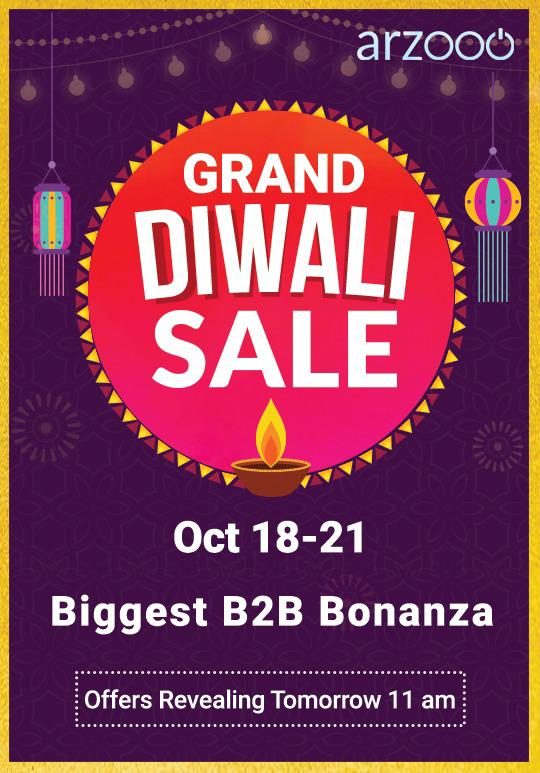 arzooo
GRAND
DIWALI
SALE
Oct 18-21
Biggest B2B Bonanza
Offers Revealing Tomorrow 11 am